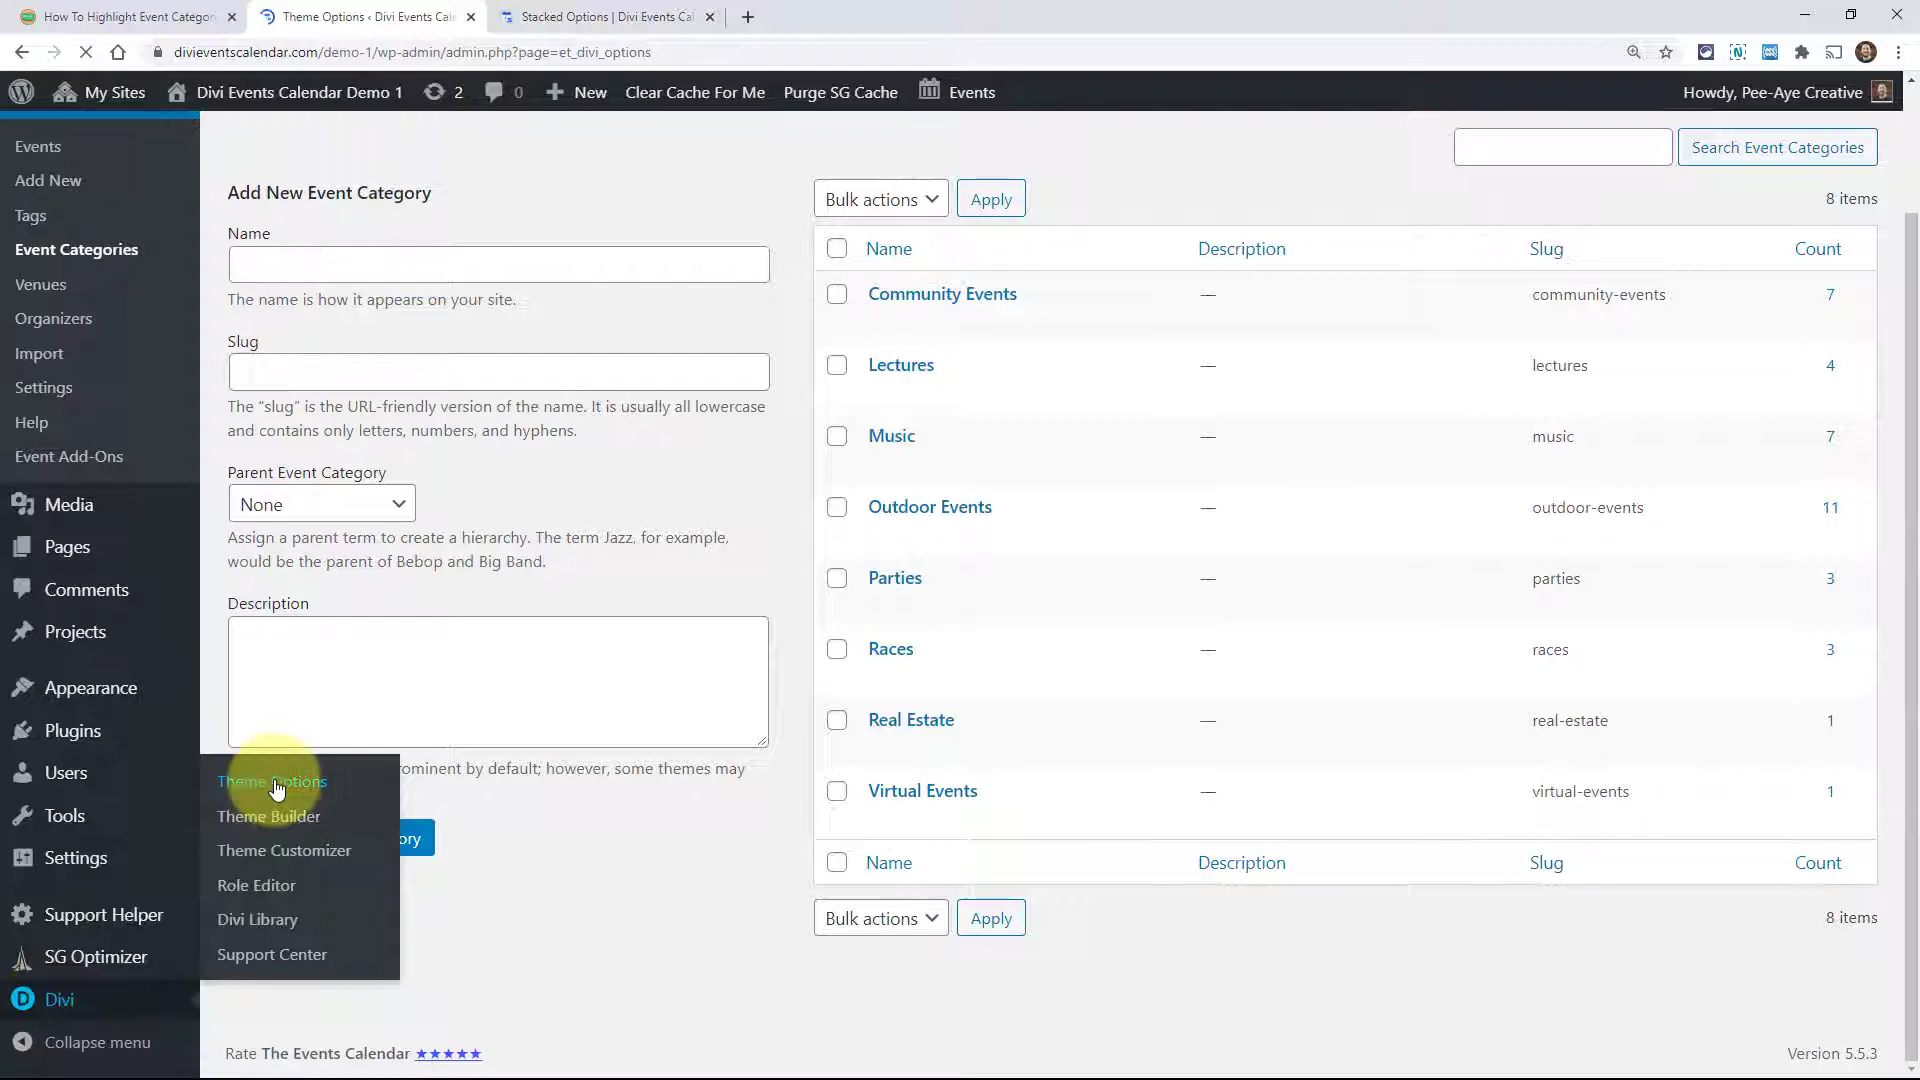 How To Highlight Event Categor
Theme Options ‹ Divi Events Cale
Stacked Options | Divi Events Cal
divieventscalendar.com/demo-1/wp-admin/admin.php?page=et_divi_options
My Sites
Divi Events Calendar Demo 1
2
0
New
Clear Cache For Me
Purge SG Cache
Events
Howdy, Pee-Aye Creative
Events
Add New
Tags
Event Categories
Venues
Organizers
Import
Settings
Help
Event Add-Ons
Media
Pages
Comments
Projects
Appearance
Plugins
Users
Tools
Settings
Support Helper
SG Optimizer
Divi
Collapse menu
Theme Options
Theme Builder
Theme Customizer
Role Editor
Divi Library
Support Center
Add New Event Category
Name
The name is how it appears on your site.
Slug
The “slug” is the URL-friendly version of the name. It is usually all lowercase
and contains only letters, numbers, and hyphens.
Parent Event Category
None
Assign a parent term to create a hierarchy. The term Jazz, for example,
would be the parent of Bebop and Big Band.
Description
rominent by default; however, some themes may
ory
Search Event Categories
Bulk actions
Apply
8 items
Name Description Slug Count
Community Events — community-events 7
Lectures — lectures 4
Music — music 7
Outdoor Events — outdoor-events 11
Parties — parties 3
Races — races 3
Real Estate — real-estate 1
Virtual Events — virtual-events 1
Name Description Slug Count
Bulk actions
Apply
8 items
Rate The Events Calendar ★★★★★
Version 5.5.3